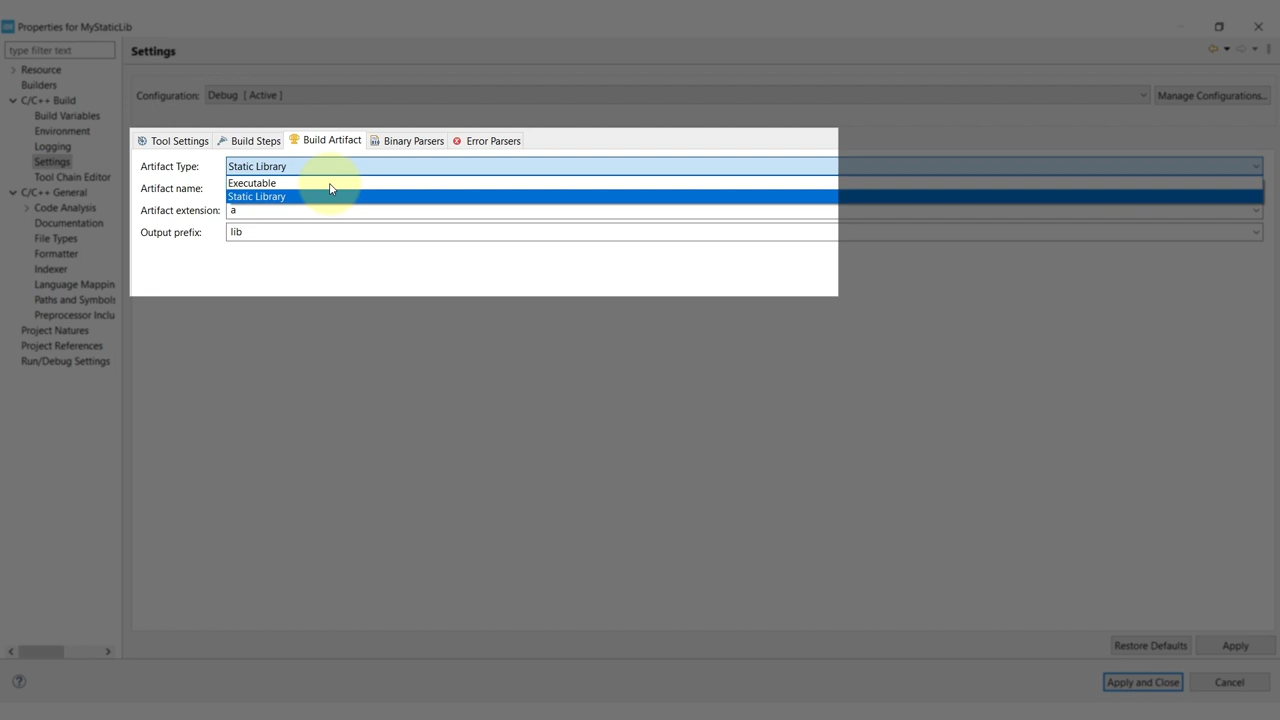 Properties for MyStaticLib
type filter text
Settings
Resource
Builders
C/C++ Build
Build Variables
Environment
Logging
Settings
Tool Chain Editor
C/C++ General
Code Analysis
Documentation
File Types
Formatter
Indexer
Language Mappin
Paths and Symbols
Preprocessor Inclu
Project Natures
Project References
Run/Debug Settings
Configuration: Debug [ Active ] Manage Configurations...
Tool Settings Build Steps Build Artifact Binary Parsers Error Parsers
Artifact Type: Static Library
Executable
Artifact name:
Static Library
Artifact extension: a
Output prefix: lib
Restore Defaults Apply
Apply and Close Cancel